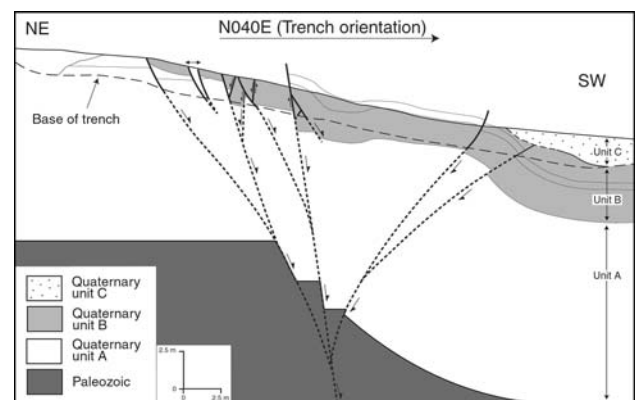 NE
N040E (Trench orientation)
SW
Base of trench
Unit C
Unit B
Unit A
Quaternary
unit C
Quaternary
unit B
Quaternary
unit A
Paleozoic
2.5 m
0
0
2.5 m